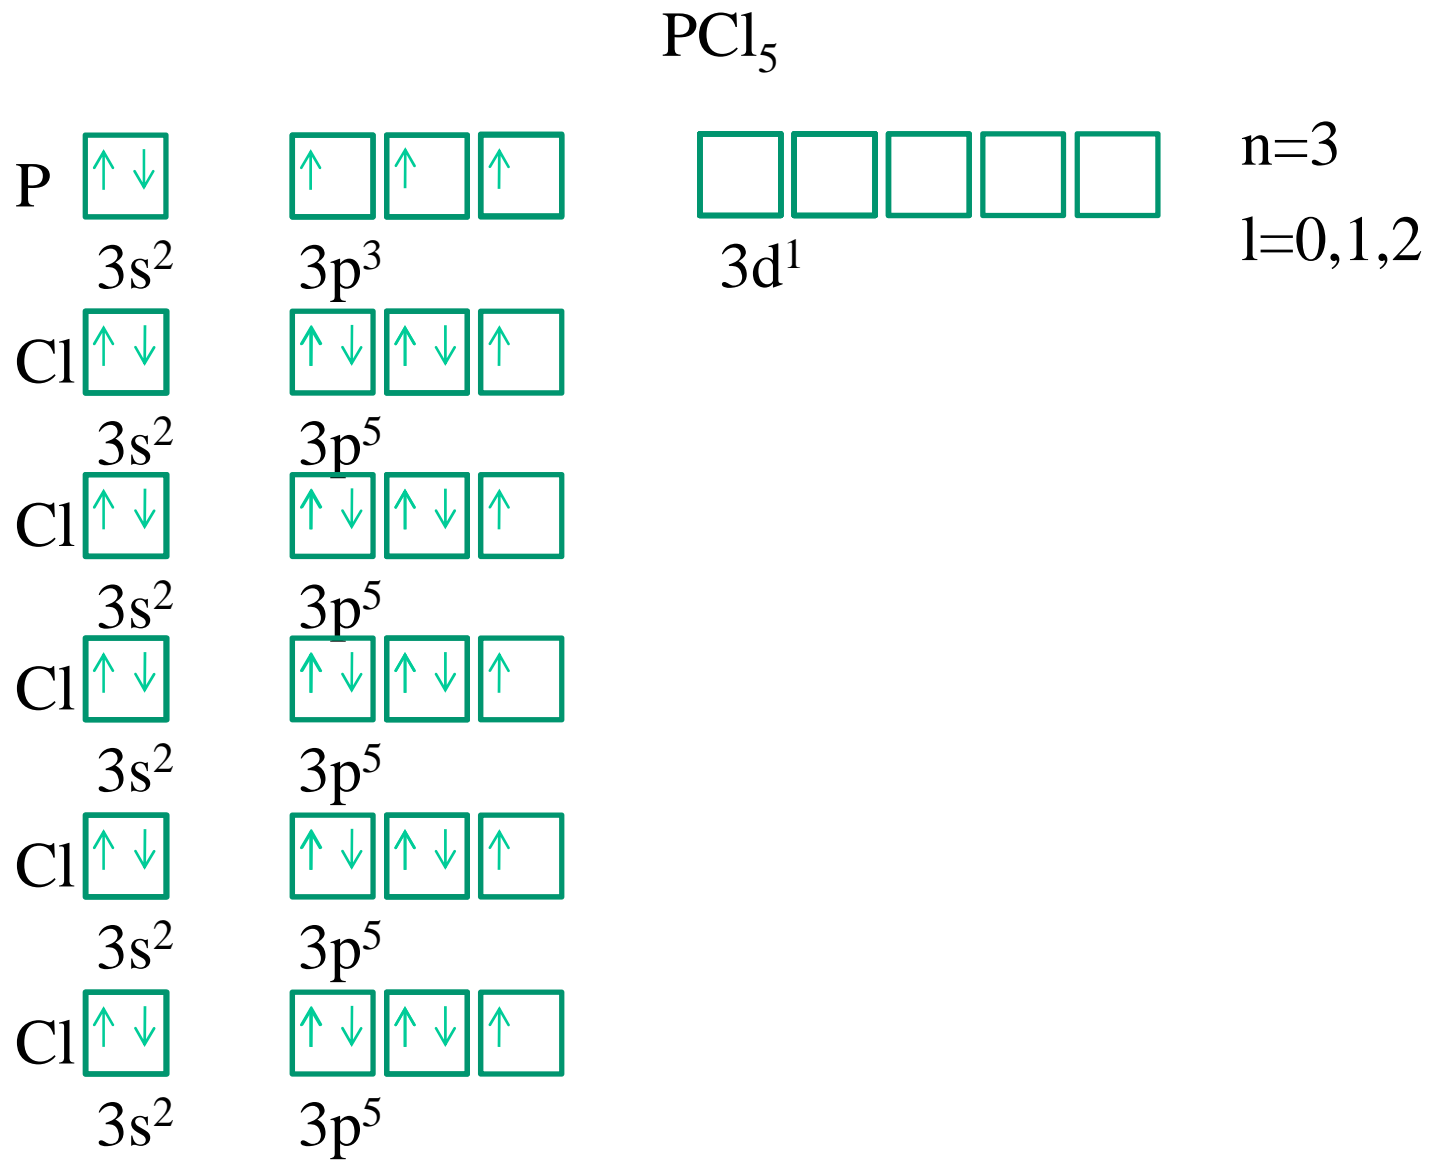 PCl₅
P
n=3
l=0,1,2
3s² 3p³ 3d¹
Cl
3s² 3p⁵
Cl
3s² 3p⁵
Cl
3s² 3p⁵
Cl
3s² 3p⁵
Cl
3s² 3p⁵